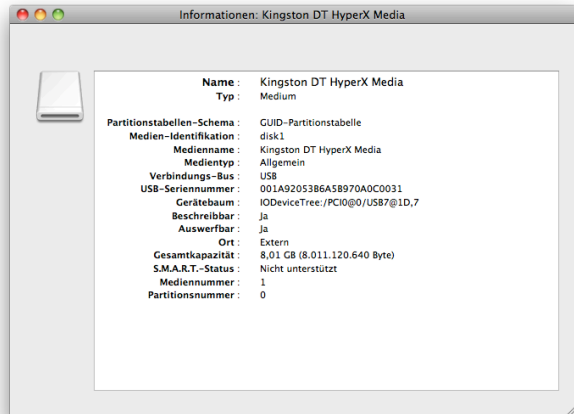 Informationen: Kingston DT HyperX Media
Name : Kingston DT HyperX Media
Typ : Medium
Partitionstabellen-Schema : GUID-Partitionstabelle
Medien-Identifikation : disk1
Medienname : Kingston DT HyperX Media
Medientyp : Allgemein
Verbindungs-Bus : USB
USB-Seriennummer : 001A92053B6A5B970A0C0031
Gerätebaum : IODeviceTree:/PCI0@0/USB7@1D,7
Beschreibbar : Ja
Auswerfbar : Ja
Ort : Extern
Gesamtkapazität : 8,01 GB (8.011.120.640 Byte)
S.M.A.R.T.-Status : Nicht unterstützt
Mediennummer : 1
Partitionsnummer : 0